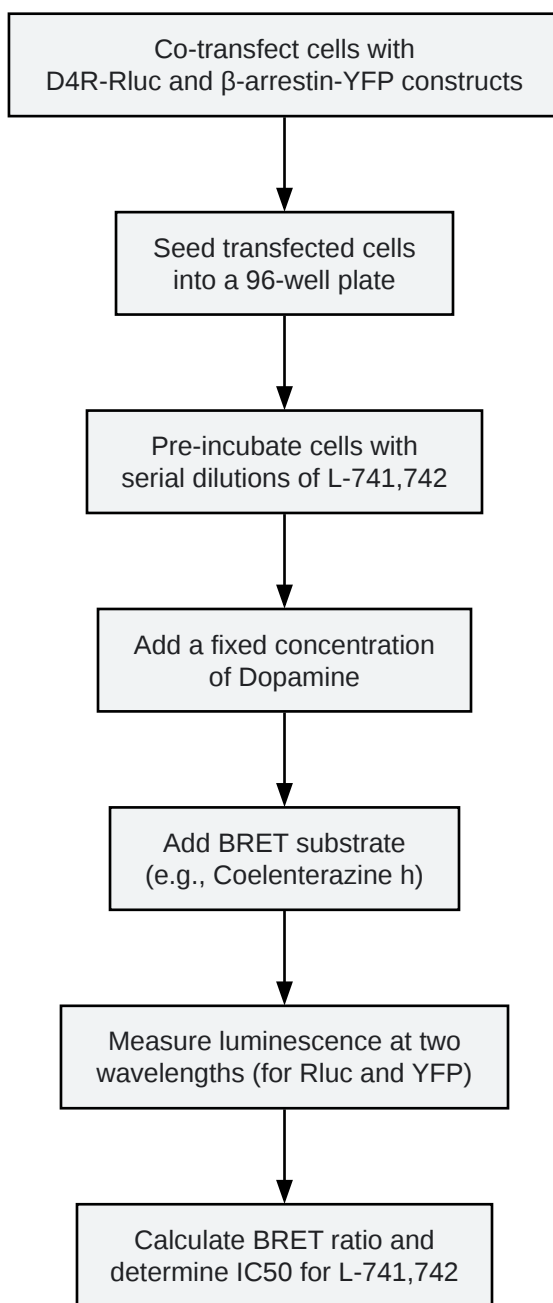 Co-transfect cells with
D4R-Rluc and β-arrestin-YFP constructs
Seed transfected cells
into a 96-well plate
Pre-incubate cells with
serial dilutions of L-741,742
Add a fixed concentration
of Dopamine
Add BRET substrate
(e.g., Coelenterazine h)
Measure luminescence at two
wavelengths (for Rluc and YFP)
Calculate BRET ratio and
determine IC50 for L-741,742